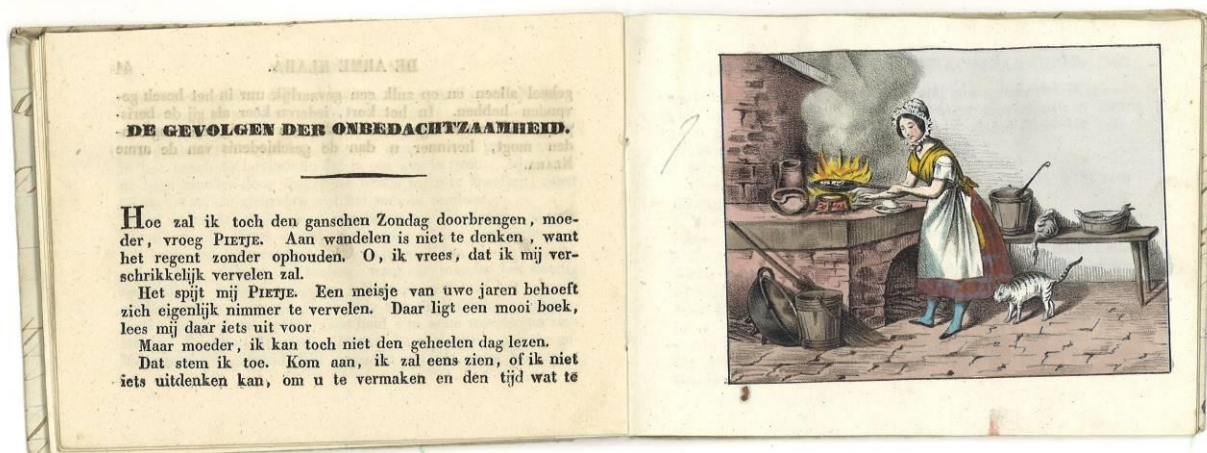 DE GEVOLGEN DER ONBEDACHTZAAMHEID.
Hoe zal ik toch den ganschen Zondag doorbrengen, moe-
der, vroeg PIETJE. Aan wandelen is niet te denken, want
het regent zonder ophouden. O, ik vrees, dat ik mij ver-
schrikkelijk vervelen zal.
Het spijt mij PIETJE. Een meisje van uwe jaren behoeft
zich eigenlijk nimmer te vervelen. Daar ligt een mooi boek,
lees mij daar iets uit voor
Maar moeder, ik kan toch niet den geheelen dag lezen.
Dat stem ik toe. Kom aan, ik zal eens zien, of ik niet
iets uitdenken kan, om u te vermaken en den tijd wat te